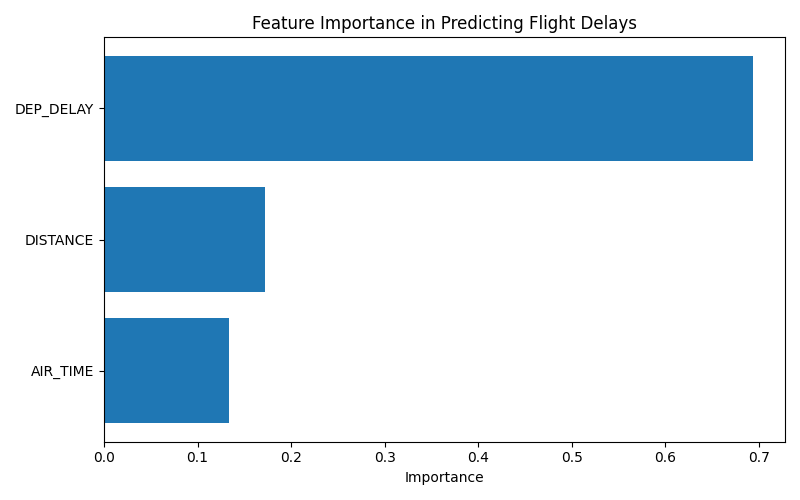 Feature Importance in Predicting Flight Delays
DEP_DELAY
DISTANCE
AIR_TIME
0.0 0.1 0.2 0.3 0.4 0.5 0.6 0.7
Importance